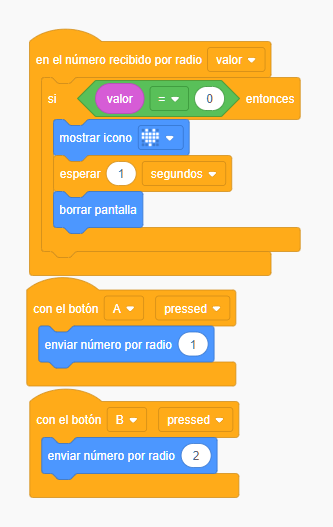 en el número recibido por radio valor
si valor = 0 entonces
mostrar icono
esperar 1 segundos
borrar pantalla
con el botón A pressed
enviar número por radio 1
con el botón B pressed
enviar número por radio 2